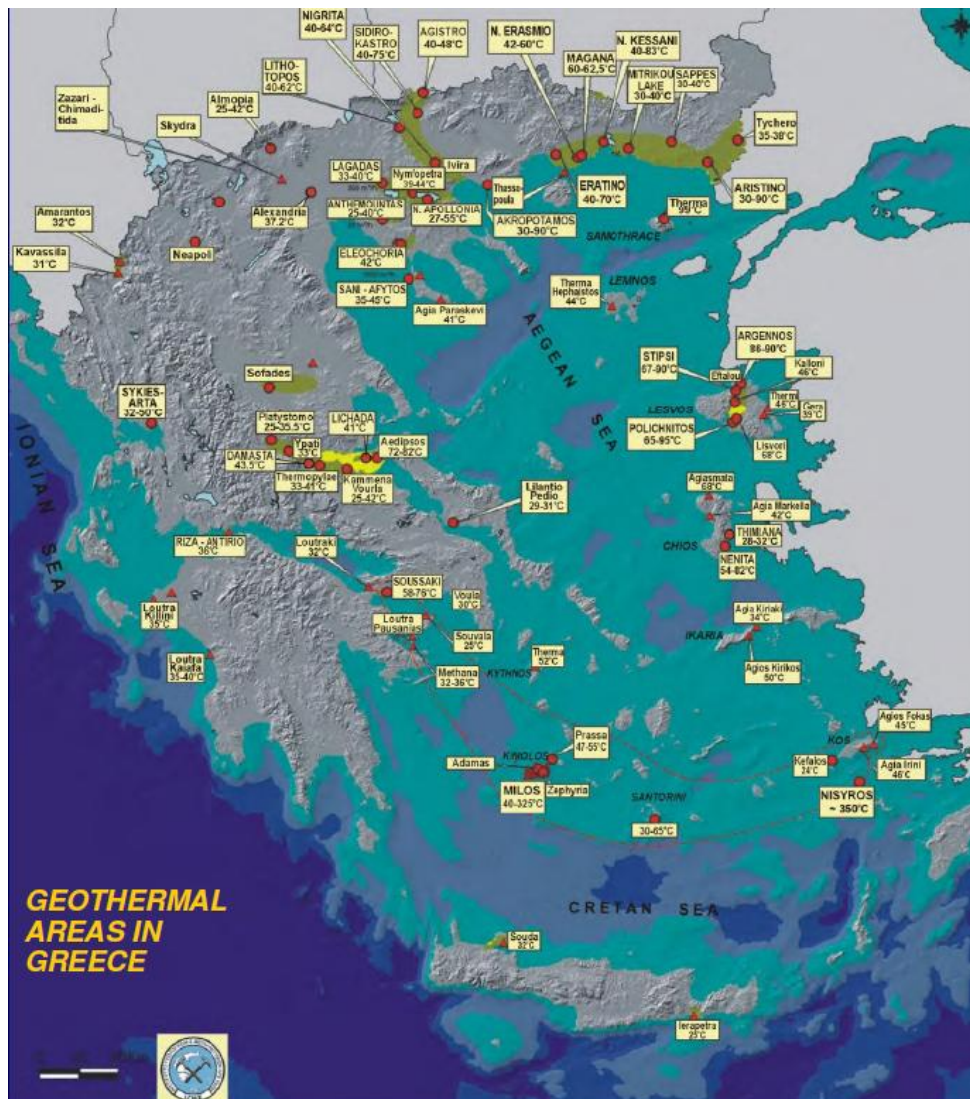 NIGRITA
40-64°C
SIDIRO-
KASTRO
40-75°C
AGISTRO
40-48°C
N. ERASMIO
42-60°C
N. KESSANI
40-83°C
MAGANA
60-62,5°C
LITHO-
TOPOS
40-62°C
MITRIKOU
LAKE
30-40°C
SAPPES
30-40°C
Zazari -
Chimadi-
tida
Almopia
25-42°C
Skydra
Tychero
35-38°C
Ivira
LAGADAS
33-40°C
Nymfopetra
39-44°C
Thasso-
poula
ERATINO
40-70°C
ARISTINO
30-90°C
Alexandria
37.2°C
ANTHEMOUNTAS
25-40°C
N. APOLLONIA
27-55°C
AKROPOTAMOS
30-90°C
Therma
99°C
SAMOTHRACE
Amarantos
32°C
Kavassila
31°C
Neapoli
ELEOCHORIA
42°C
SANI - AFYTOS
35-45°C
Agia Paraskevi
41°C
LEMNOS
Therma
Hephaistos
44°C
AEGEAN
SEA
ARGENNOS
86-90°C
STIPSI
67-90°C
Eftalou
Kalloni
46°C
Sofades
LESVOS
Thermi
46°C
Gera
39°C
SYKIES-
ARTA
32-50°C
Platystomo
25-35.5°C
LICHADA
41°C
POLICHNITOS
65-95°C
Lisvori
68°C
Ypati
33°C
Aedipsos
72-82°C
DAMASTA
43.5°C
Thermopylae
33-41°C
Kammena
Vourla
25-42°C
IONIAN
SEA
Lilantio
Pedio
29-31°C
Agiasmata
68°C
Agia Markella
42°C
THIMIANA
28-32°C
CHIOS
NENITA
54-82°C
RIZA - ANTIRIO
36°C
Loutraki
32°C
SOUSSAKI
58-76°C
Voula
30°C
Loutra
Killini
35°C
Loutra
Pausanias
Souvala
25°C
Agia Kiriaki
34°C
IKARIA
Loutra
Kaiafa
35-40°C
Methana
32-36°C
Therma
52°C
KYTHNOS
Agios Kirikos
50°C
Agios Fokas
45°C
Prassa
47-55°C
KOS
Adamas
KIMOLOS
Kefalos
24°C
Agia Irini
46°C
MILOS
40-325°C
Zephyria
SANTORINI
30-65°C
NISYROS
~ 350°C
GEOTHERMAL
AREAS IN
GREECE
CRETAN SEA
Souda
32°C
Ierapetra
25°C